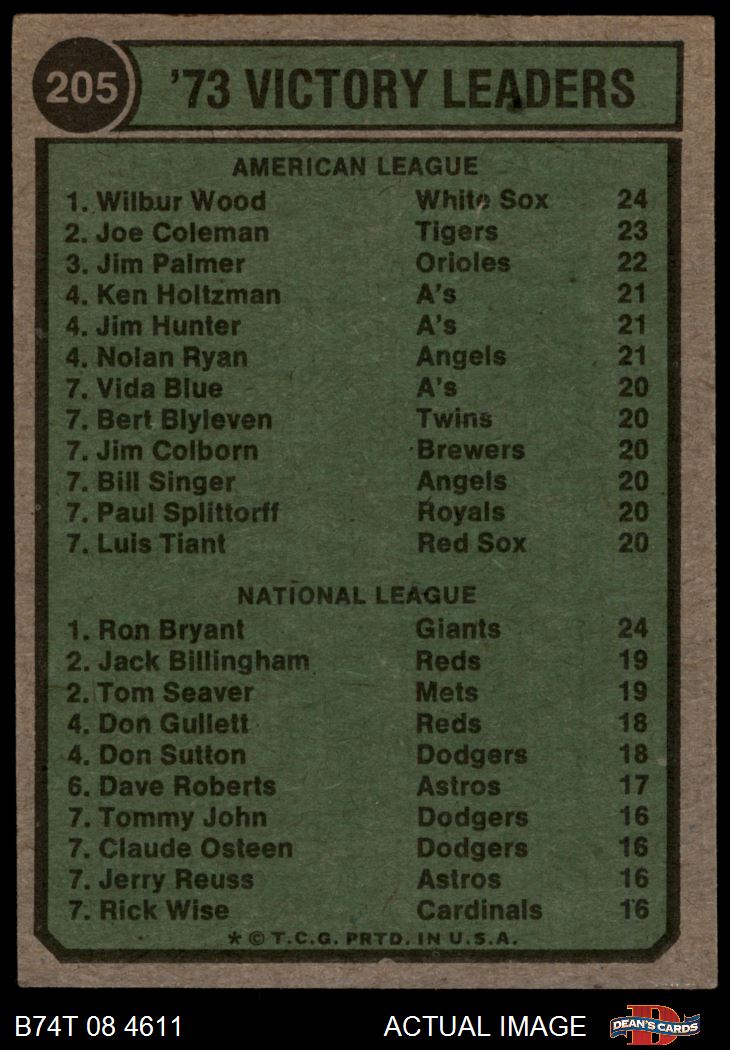 205 '73 VICTORY LEADERS
AMERICAN LEAGUE
1. Wilbur Wood White Sox 24
2. Joe Coleman Tigers 23
3. Jim Palmer Orioles 22
4. Ken Holtzman A's 21
4. Jim Hunter A's 21
4. Nolan Ryan Angels 21
7. Vida Blue A's 20
7. Bert Blyleven Twins 20
7. Jim Colborn Brewers 20
7. Bill Singer Angels 20
7. Paul Splittorff Royals 20
7. Luis Tiant Red Sox 20
NATIONAL LEAGUE
1. Ron Bryant Giants 24
2. Jack Billingham Reds 19
2. Tom Seaver Mets 19
4. Don Gullett Reds 18
4. Don Sutton Dodgers 18
6. Dave Roberts Astros 17
7. Tommy John Dodgers 16
7. Claude Osteen Dodgers 16
7. Jerry Reuss Astros 16
7. Rick Wise Cardinals 16
* © T.C.G. PRTD. IN U.S.A.
B74T 08 4611 ACTUAL IMAGE D DEAN'S CARDS